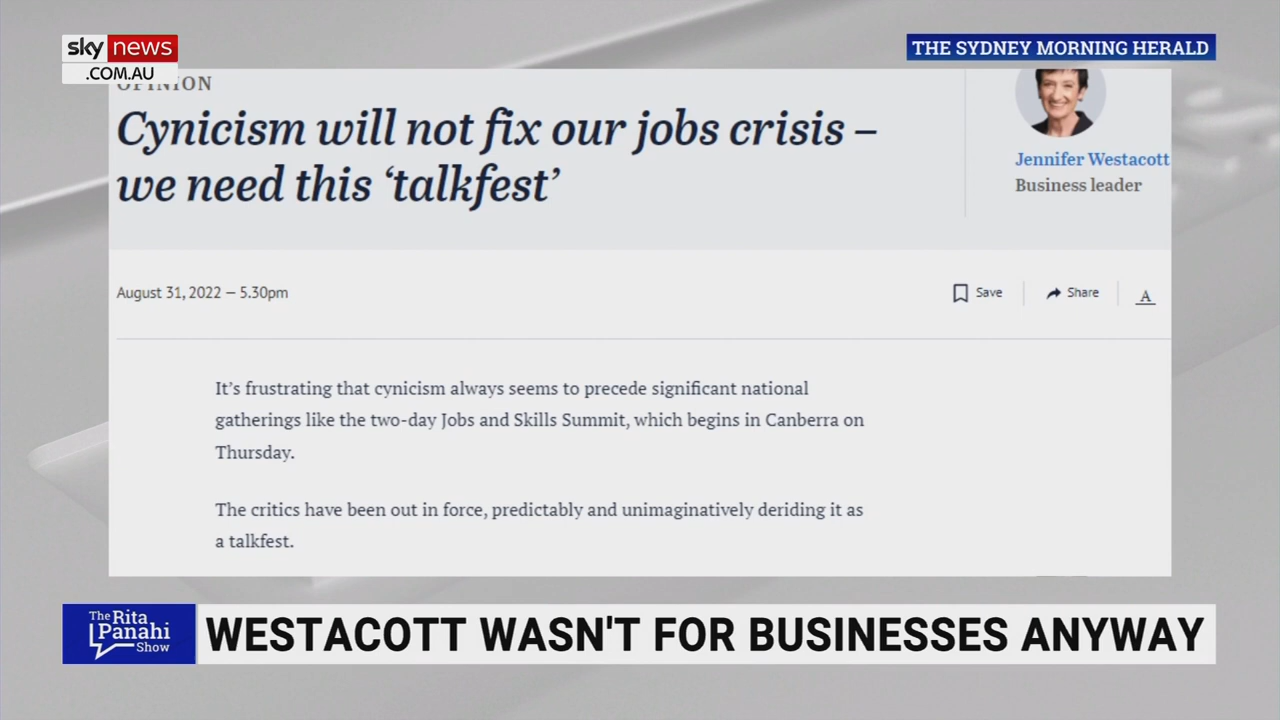 sky news
.COM.AU
THE SYDNEY MORNING HERALD
OPINION
Cynicism will not fix our jobs crisis –
we need this ‘talkfest’
Jennifer Westacott
Business leader
August 31, 2022 – 5.30pm
Save
Share
A
It’s frustrating that cynicism always seems to precede significant national
gatherings like the two-day Jobs and Skills Summit, which begins in Canberra on
Thursday.
The critics have been out in force, predictably and unimaginatively deriding it as
a talkfest.
The Rita
Panahi
Show
WESTACOTT WASN'T FOR BUSINESSES ANYWAY